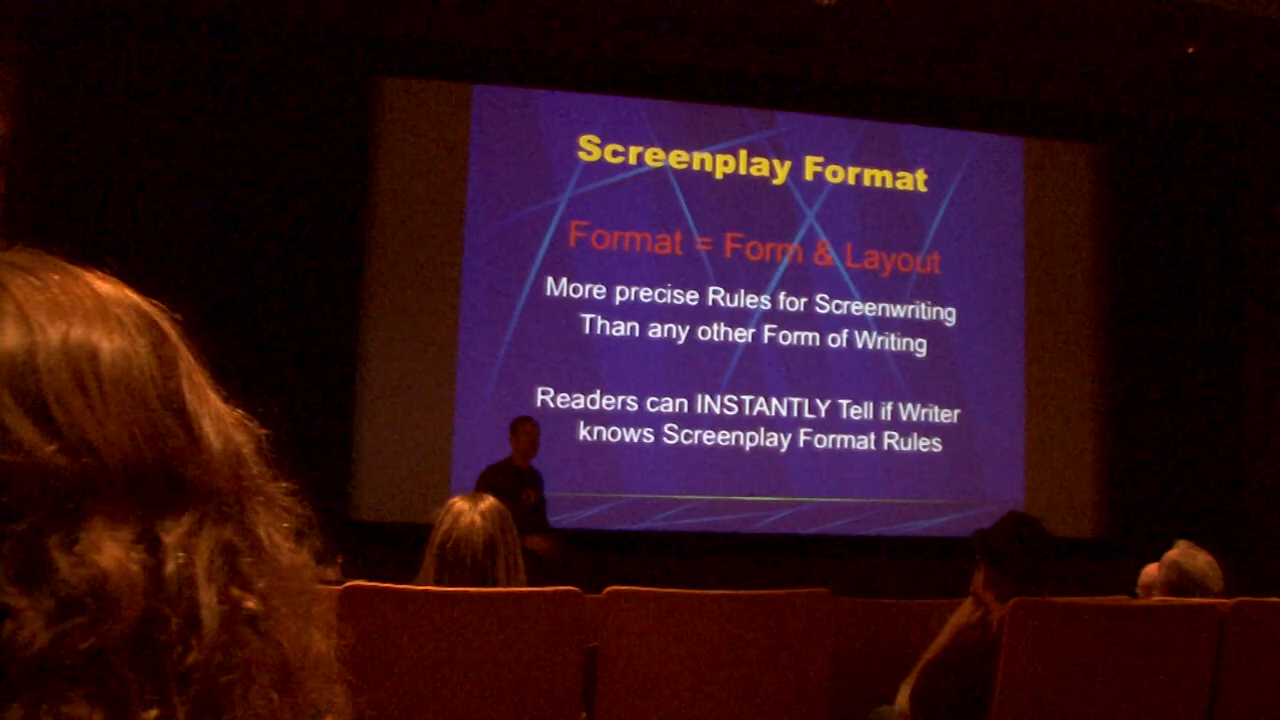 Screenplay Format
Format = Form & Layout
More precise Rules for Screenwriting
Than any other Form of Writing
Readers can INSTANTLY Tell if Writer
knows Screenplay Format Rules